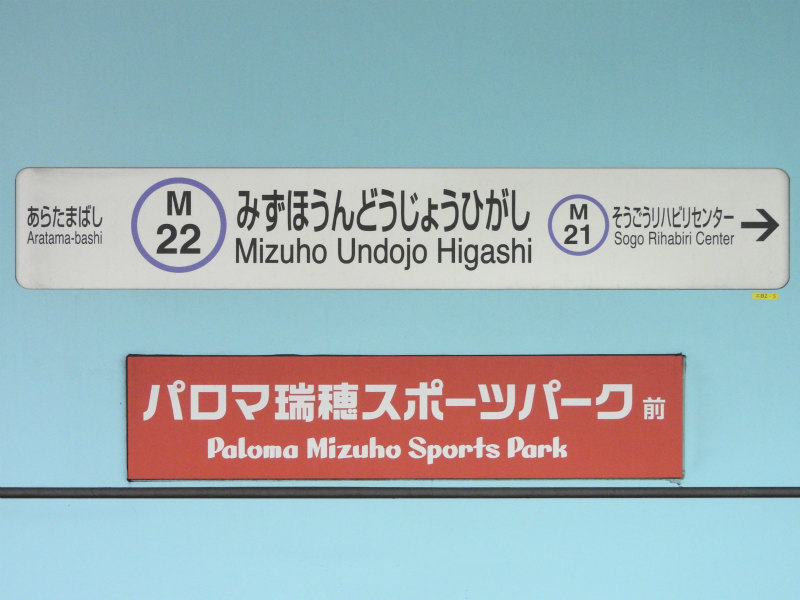 あらたまばし
Aratama-bashi
M
22
みずほうんどうじょうひがし
Mizuho Undojo Higashi
M
21
そうごうリハビリセンター
Sogo Rihabiri Center
パロマ瑞穂スポーツパーク前
Paloma Mizuho Sports Park